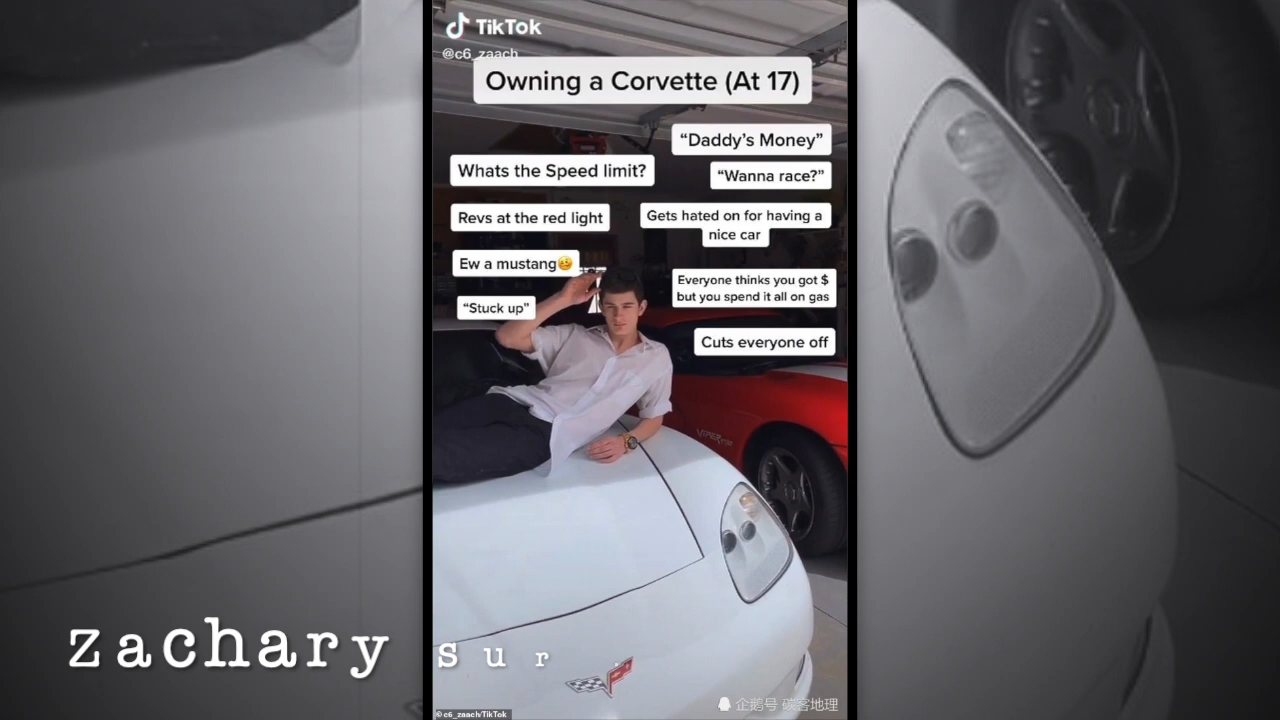 TikTok
@c6_zaach
Owning a Corvette (At 17)
“Daddy’s Money”
Whats the Speed limit?
“Wanna race?”
Revs at the red light
Gets hated on for having a
nice car
Ew a mustang🥴
Everyone thinks you got $
but you spend it all on gas
“Stuck up”
Cuts everyone off
VIPER
zachary Sur
企鹅号 碳客地理
© c6_zaach/TikTok